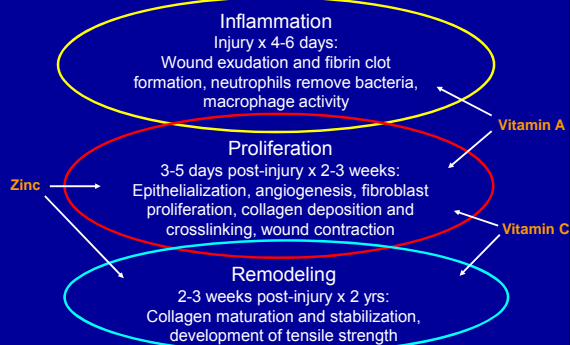 Inflammation
Injury x 4-6 days:
Wound exudation and fibrin clot
formation, neutrophils remove bacteria,
macrophage activity
Vitamin A
Proliferation
3-5 days post-injury x 2-3 weeks:
Zinc
Epithelialization, angiogenesis, fibroblast
proliferation, collagen deposition and
crosslinking, wound contraction
Vitamin C
Remodeling
2-3 weeks post-injury x 2 yrs:
Collagen maturation and stabilization,
development of tensile strength